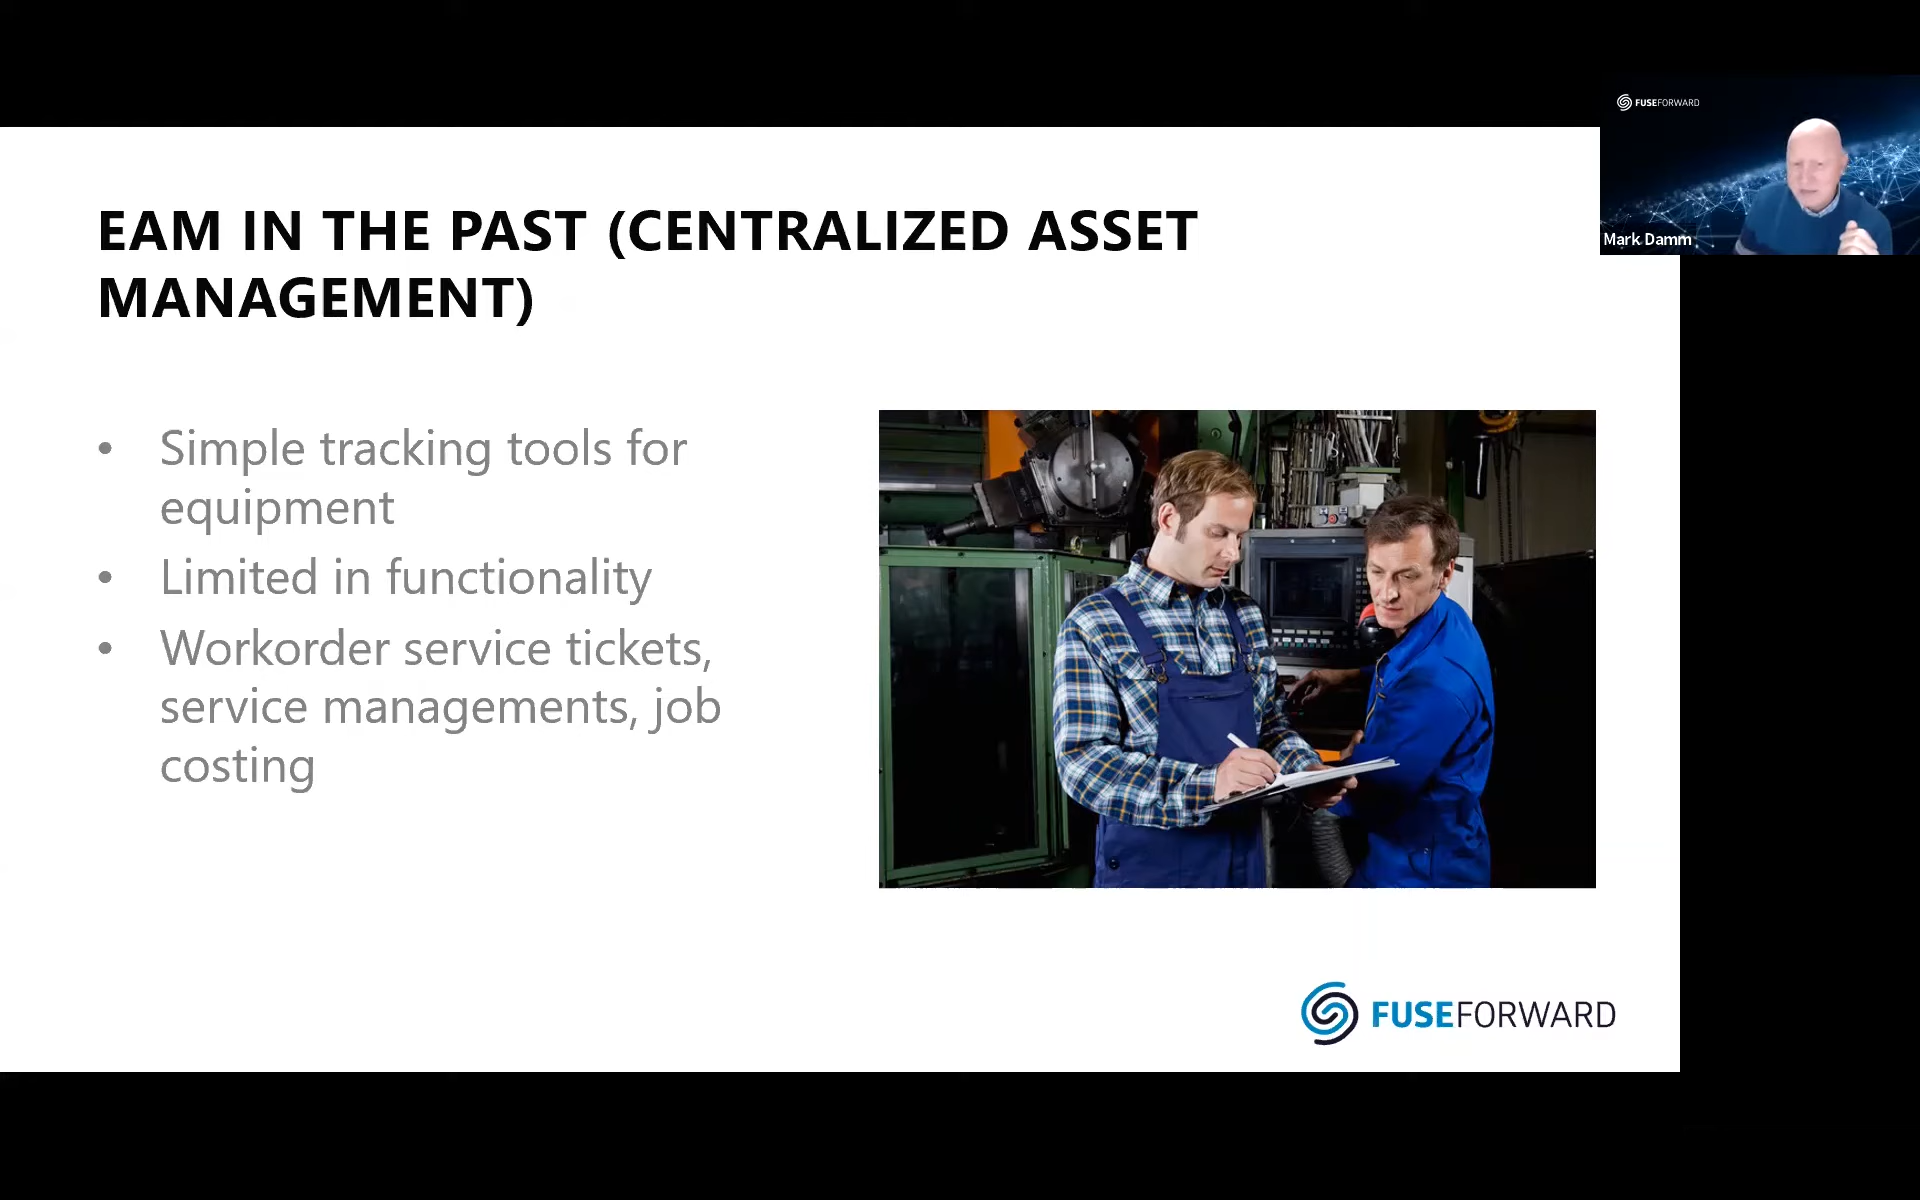 FUSEFORWARD
Mark Damm
EAM IN THE PAST (CENTRALIZED ASSET
MANAGEMENT)
• Simple tracking tools for
equipment
• Limited in functionality
• Workorder service tickets,
service managements, job
costing
FUSEFORWARD